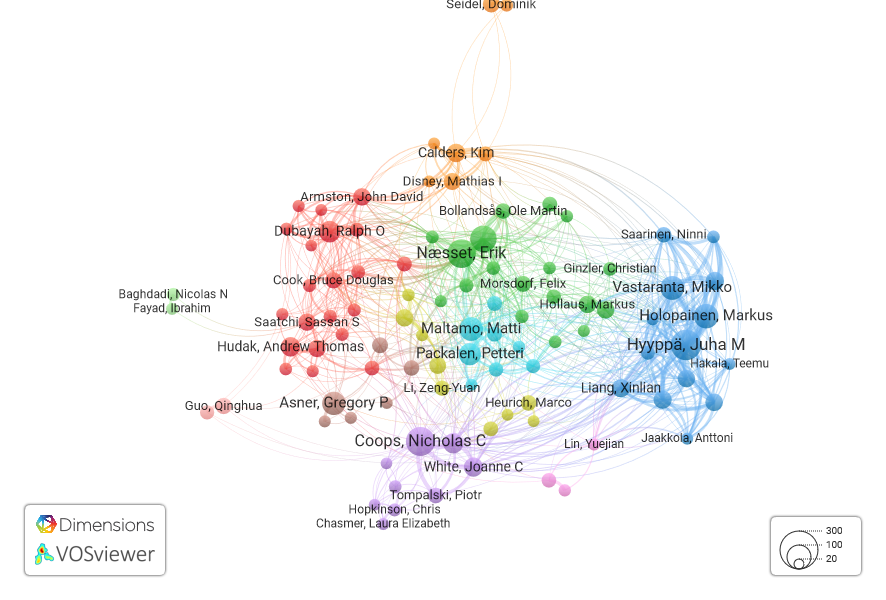 Seidel, Dominik
Calders, Kim
Disney, Mathias I
Armston, John David
Bollandsås, Ole Martin
Dubayah, Ralph O
Saarinen, Ninni
Næsset, Erik
Ginzler, Christian
Cook, Bruce Douglas
Morsdorf, Felix
Vastaranta, Mikko
Baghdadi, Nicolas N
Hollaus, Markus
Fayad, Ibrahim
Holopainen, Markus
Saatchi, Sassan S
Maltamo, Matti
Hyyppä, Juha M
Hudak, Andrew Thomas
Packalen, Petteri
Hakala, Teemu
Li, Zeng-Yuan
Liang, Xinlian
Guo, Qinghua
Asner, Gregory P
Heurich, Marco
Coops, Nicholas C
Lin, Yuejian
Jaakkola, Anttoni
White, Joanne C
Tompalski, Piotr
Hopkinson, Chris
Chasmer, Laura Elizabeth
Dimensions
VOSviewer
300
100
20